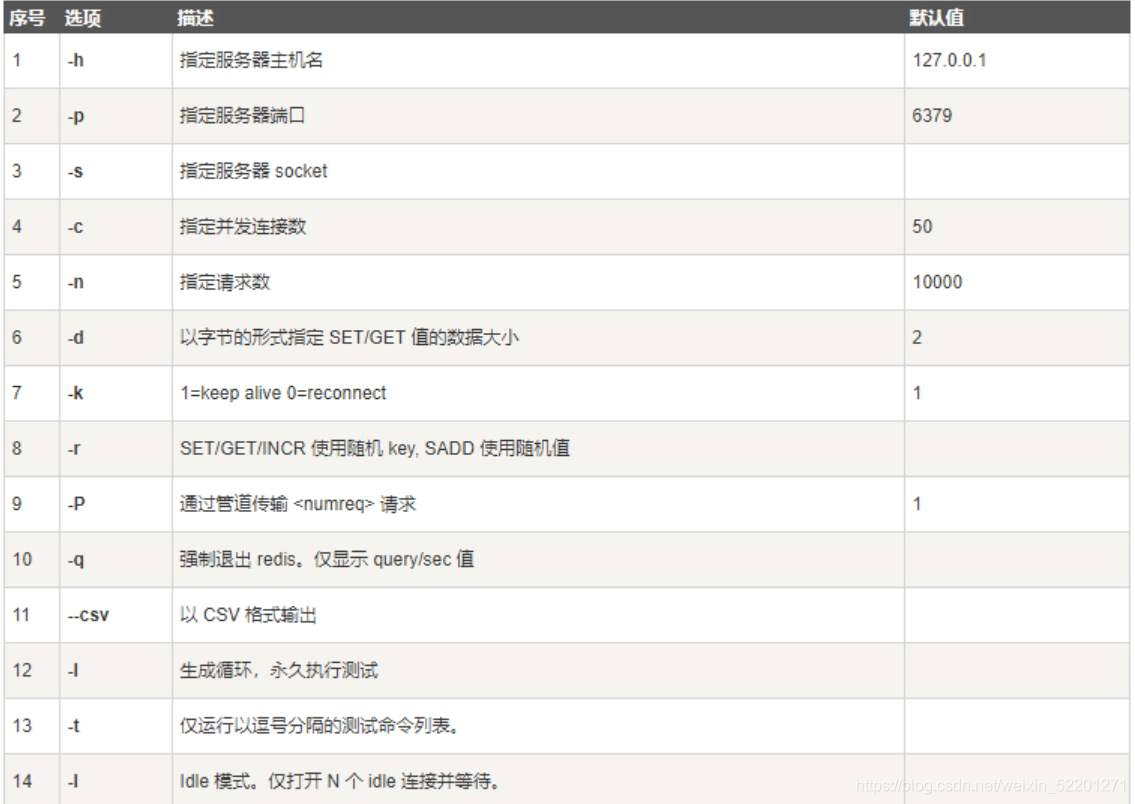 序号 选项 描述 默认值
1 -h 指定服务器主机名 127.0.0.1
2 -p 指定服务器端口 6379
3 -s 指定服务器 socket
4 -c 指定并发连接数 50
5 -n 指定请求数 10000
6 -d 以字节的形式指定 SET/GET 值的数据大小 2
7 -k 1=keep alive 0=reconnect 1
8 -r SET/GET/INCR 使用随机 key, SADD 使用随机值
9 -P 通过管道传输 <numreq> 请求 1
10 -q 强制退出 redis。仅显示 query/sec 值
11 --csv 以 CSV 格式输出
12 -l 生成循环，永久执行测试
13 -t 仅运行以逗号分隔的测试命令列表。
14 -I Idle 模式。仅打开 N 个 idle 连接并等待。
https://blog.csdn.net/weixin_52201271